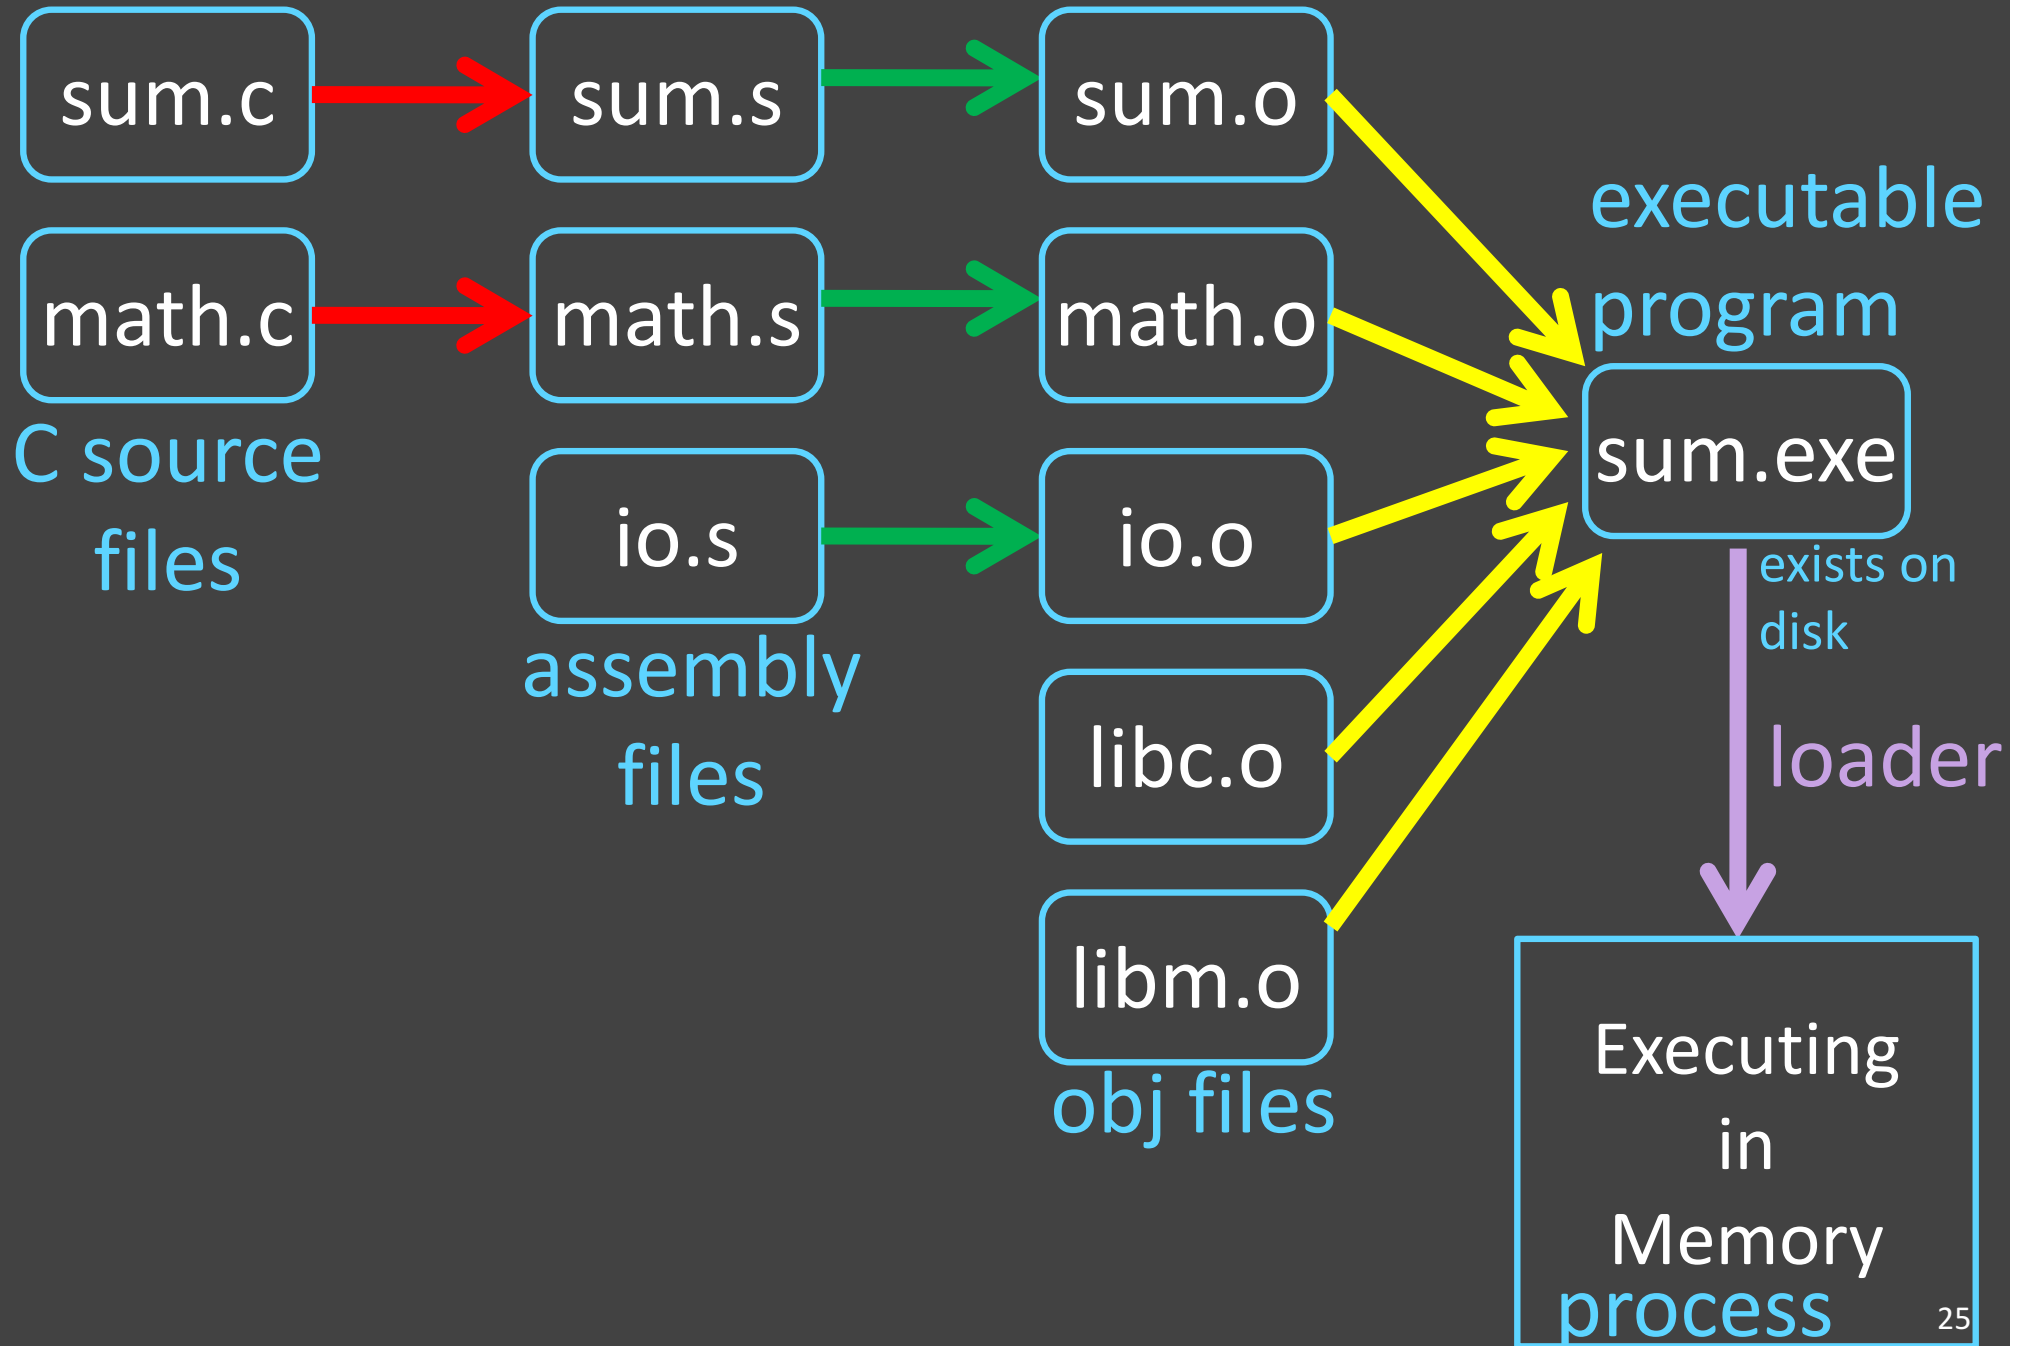 sum.c
sum.s
sum.o
executable
program
math.c
math.s
math.o
sum.exe
C source
files
io.s
io.o
exists on
disk
assembly
files
libc.o
loader
libm.o
obj files
Executing
in
Memory
process
25